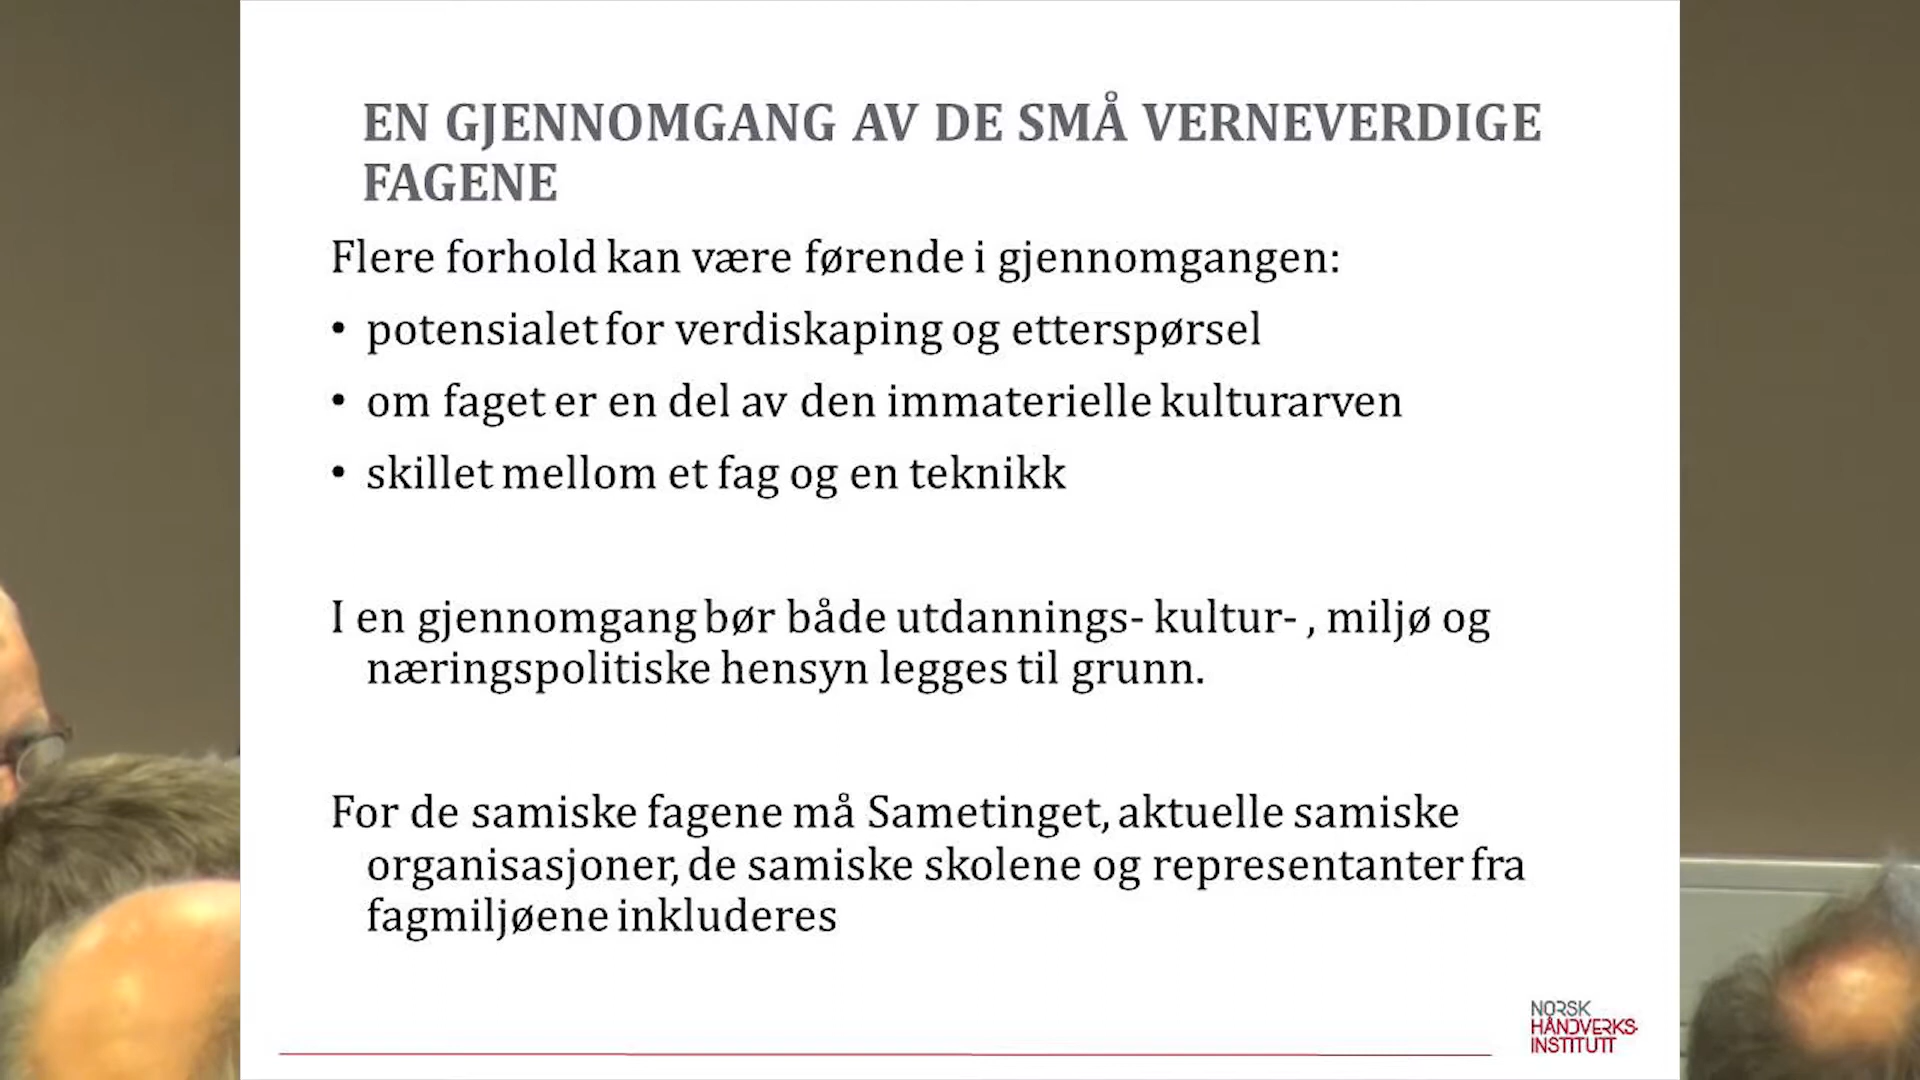 EN GJENNOMGANG AV DE SMÅ VERNEVERDIGE
FAGENE
Flere forhold kan være førende i gjennomgangen:
• potensialet for verdiskaping og etterspørsel
• om faget er en del av den immaterielle kulturarven
• skillet mellom et fag og en teknikk
I en gjennomgang bør både utdannings- kultur- , miljø og
næringspolitiske hensyn legges til grunn.
For de samiske fagene må Sametinget, aktuelle samiske
organisasjoner, de samiske skolene og representanter fra
fagmiljøene inkluderes
NORSK
HÅNDVERKS-
INSTITUTT